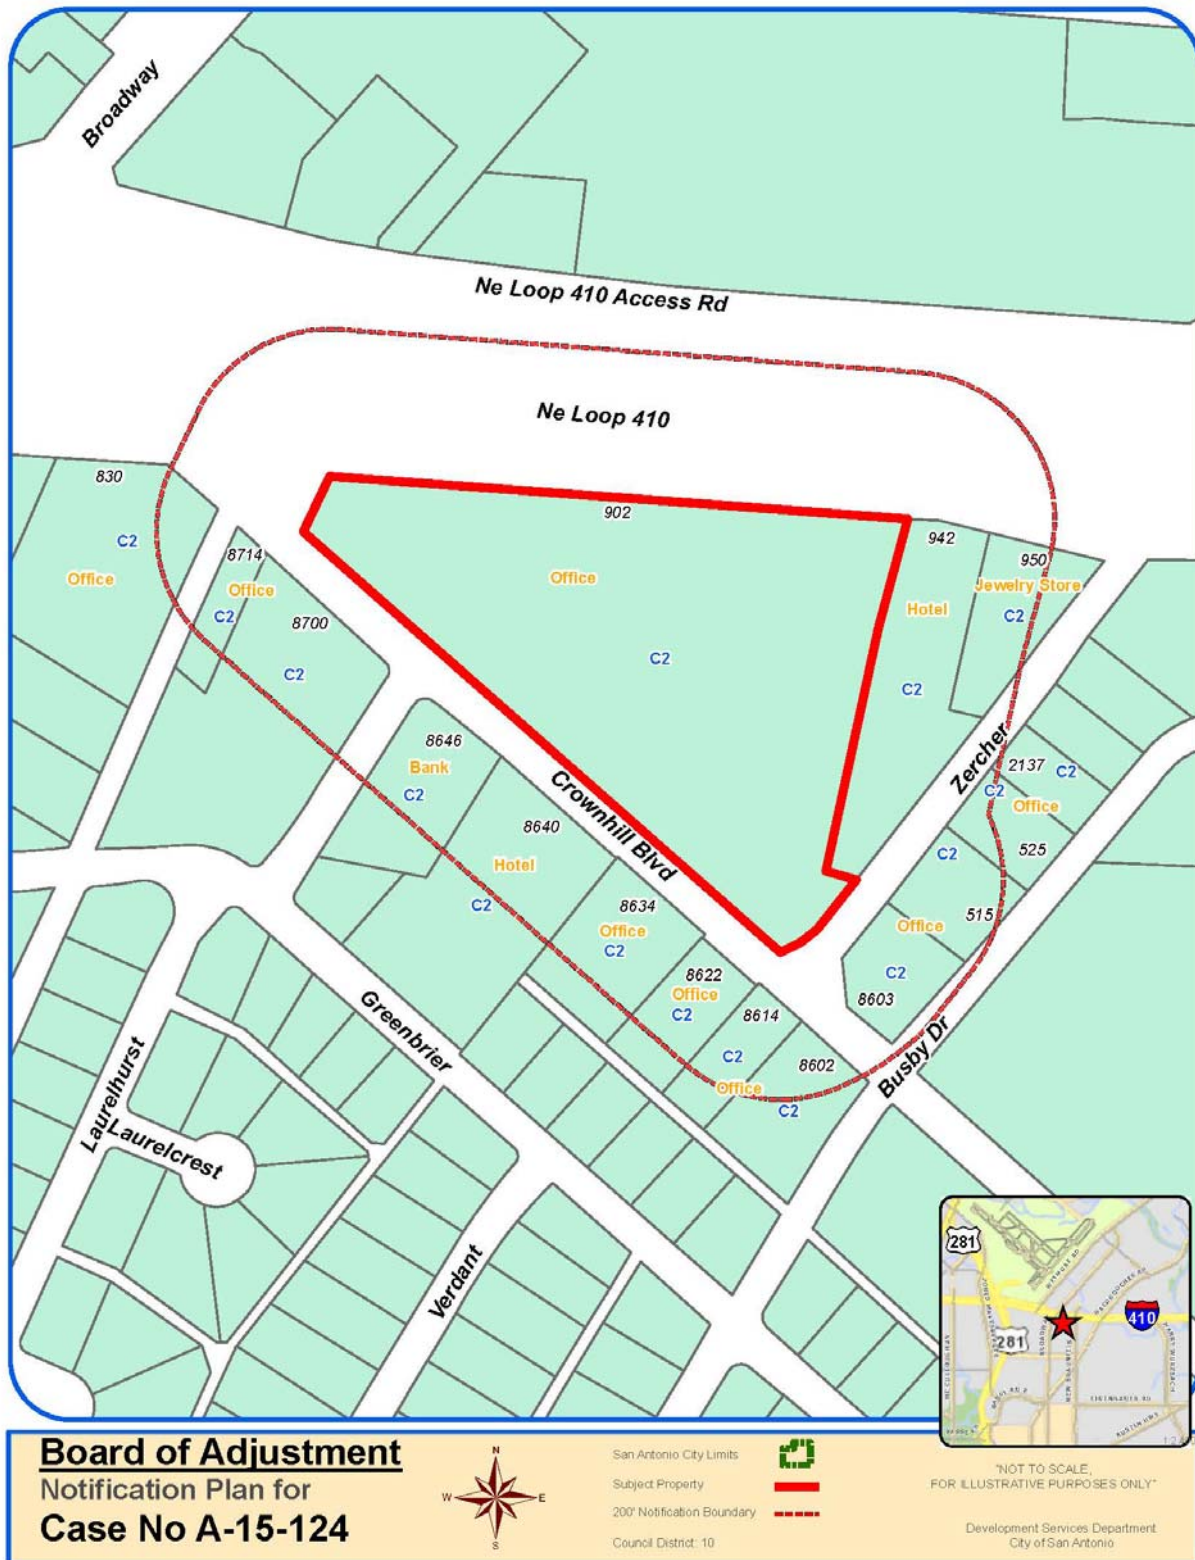 Broadway
Ne Loop 410 Access Rd
Ne Loop 410
830
C2
Office
8714
Office
C2
8700
C2
902
Office
C2
942
Hotel
C2
950
Jewelry Store
C2
8646
Bank
C2
Crownhill Blvd
8640
Hotel
C2
8634
Office
C2
8622
Office
C2
8614
C2
Office
8602
C2
Zercher
2137
C2
C2
Office
525
C2
515
Office
C2
8603
Busby Dr
Greenbrier
Laurelhurst
Laurelcrest
Verdant
281
281
410
BROADWAY
Board of Adjustment
Notification Plan for
Case No A-15-124
N
W
E
S
San Antonio City Limits
Subject Property
200' Notification Boundary
Council District: 10
"NOT TO SCALE,
FOR ILLUSTRATIVE PURPOSES ONLY"
Development Services Department
City of San Antonio